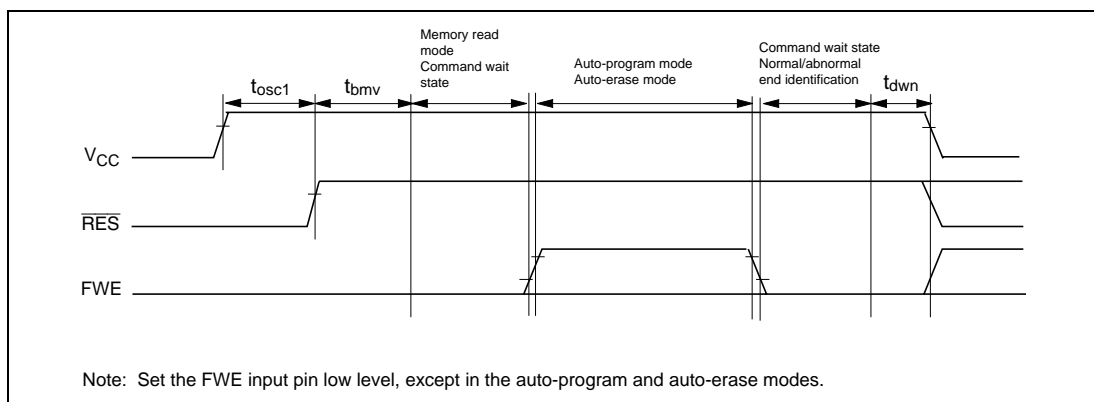 Memory read
mode
Command wait
state
Auto-program mode
Auto-erase mode
Command wait state
Normal/abnormal
end identification
tosc1
tbmv
tdwn
VCC
RES
FWE
Note: Set the FWE input pin low level, except in the auto-program and auto-erase modes.